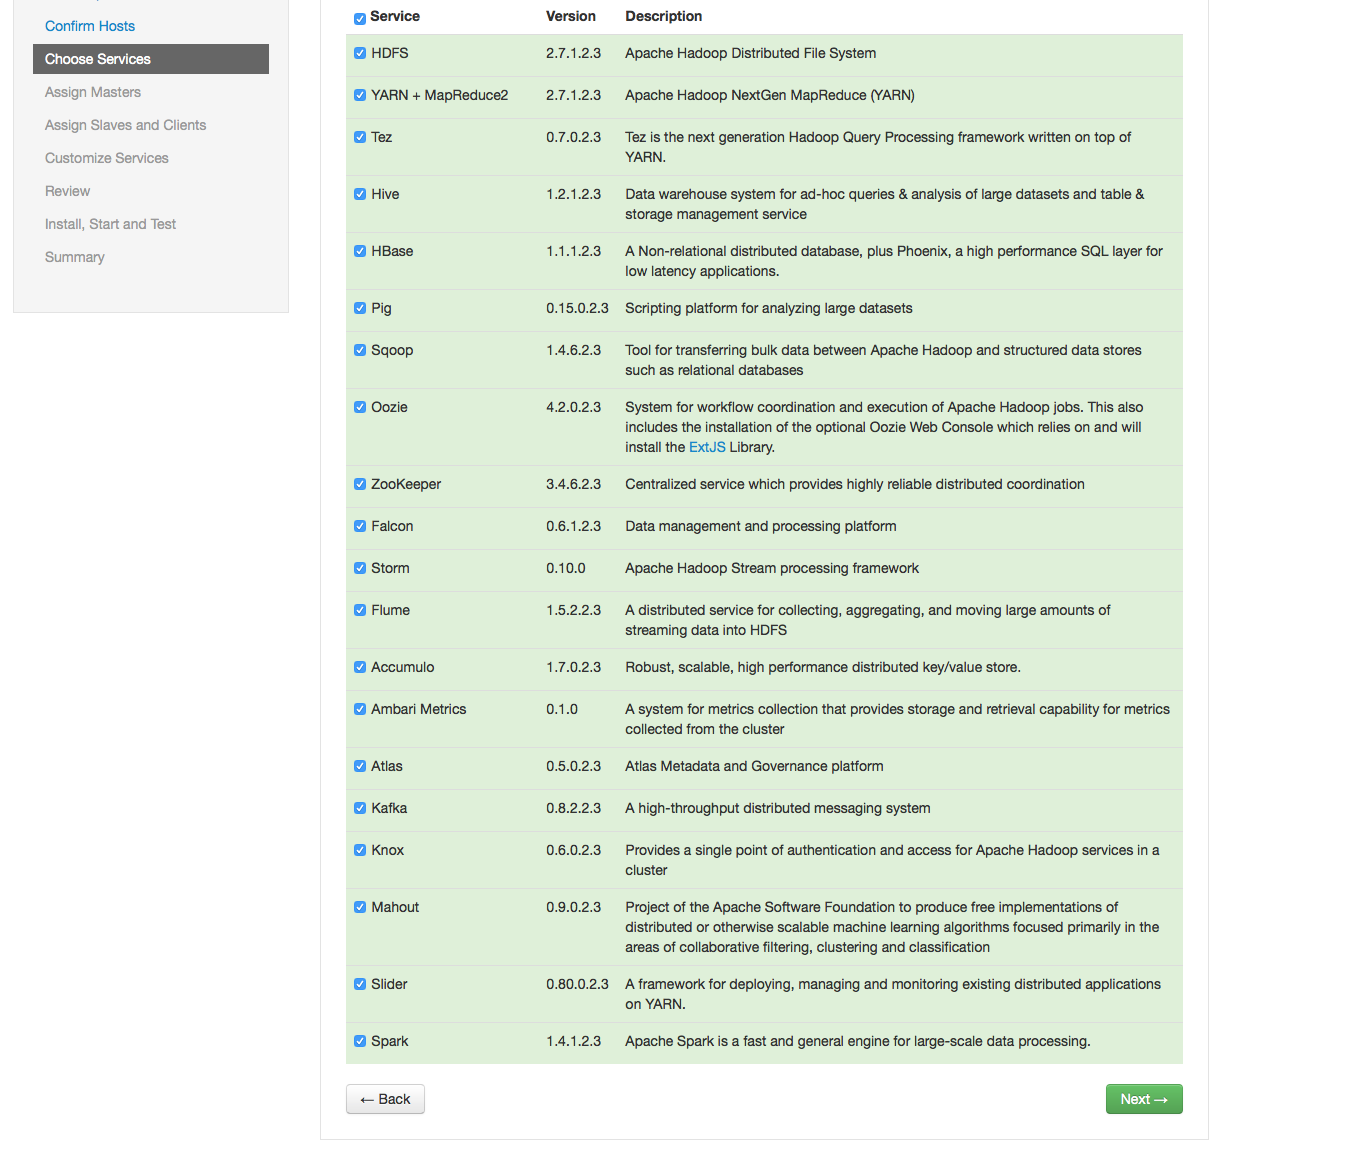 Confirm Hosts
Choose Services
Assign Masters
Assign Slaves and Clients
Customize Services
Review
Install, Start and Test
Summary
Service Version Description
HDFS 2.7.1.2.3 Apache Hadoop Distributed File System
YARN + MapReduce2 2.7.1.2.3 Apache Hadoop NextGen MapReduce (YARN)
Tez 0.7.0.2.3 Tez is the next generation Hadoop Query Processing framework written on top of
YARN.
Hive 1.2.1.2.3 Data warehouse system for ad-hoc queries & analysis of large datasets and table &
storage management service
HBase 1.1.1.2.3 A Non-relational distributed database, plus Phoenix, a high performance SQL layer for
low latency applications.
Pig 0.15.0.2.3 Scripting platform for analyzing large datasets
Sqoop 1.4.6.2.3 Tool for transferring bulk data between Apache Hadoop and structured data stores
such as relational databases
Oozie 4.2.0.2.3 System for workflow coordination and execution of Apache Hadoop jobs. This also
includes the installation of the optional Oozie Web Console which relies on and will
install the ExtJS Library.
ZooKeeper 3.4.6.2.3 Centralized service which provides highly reliable distributed coordination
Falcon 0.6.1.2.3 Data management and processing platform
Storm 0.10.0 Apache Hadoop Stream processing framework
Flume 1.5.2.2.3 A distributed service for collecting, aggregating, and moving large amounts of
streaming data into HDFS
Accumulo 1.7.0.2.3 Robust, scalable, high performance distributed key/value store.
Ambari Metrics 0.1.0 A system for metrics collection that provides storage and retrieval capability for metrics
collected from the cluster
Atlas 0.5.0.2.3 Atlas Metadata and Governance platform
Kafka 0.8.2.2.3 A high-throughput distributed messaging system
Knox 0.6.0.2.3 Provides a single point of authentication and access for Apache Hadoop services in a
cluster
Mahout 0.9.0.2.3 Project of the Apache Software Foundation to produce free implementations of
distributed or otherwise scalable machine learning algorithms focused primarily in the
areas of collaborative filtering, clustering and classification
Slider 0.80.0.2.3 A framework for deploying, managing and monitoring existing distributed applications
on YARN.
Spark 1.4.1.2.3 Apache Spark is a fast and general engine for large-scale data processing.
← Back Next →